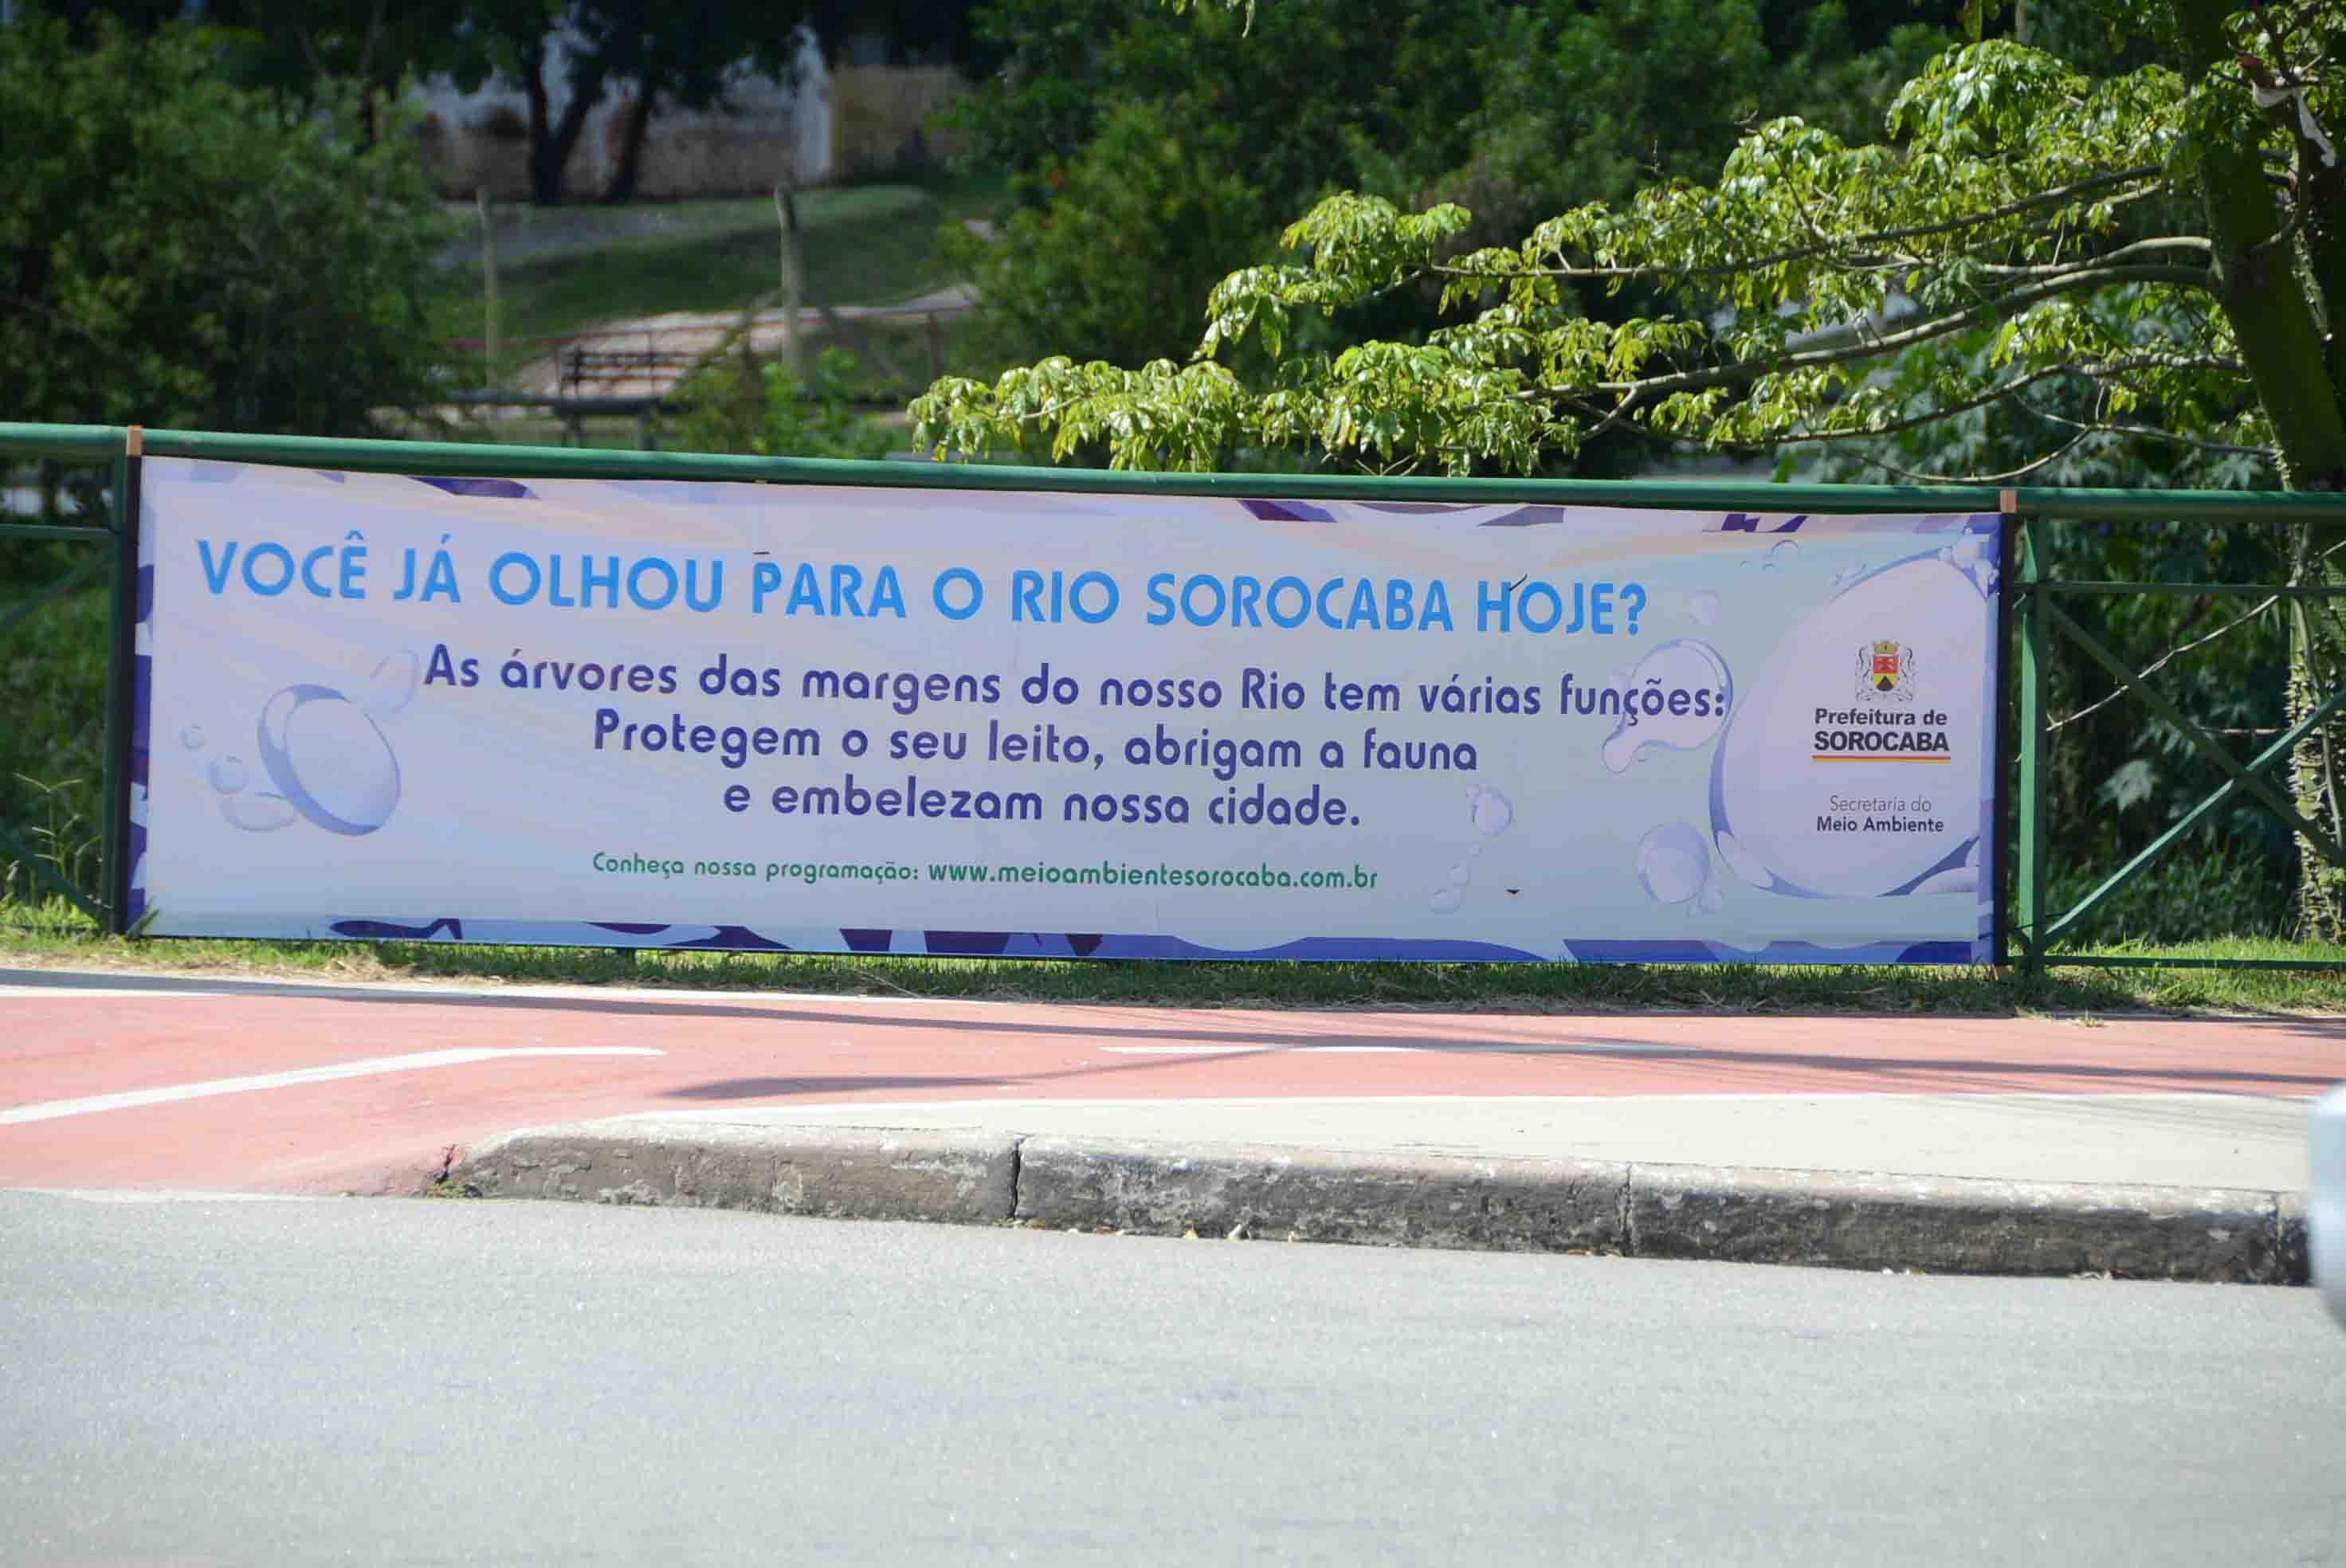 VOCÊ JÁ OLHOU PARA O RIO SOROCABA HOJE?
As árvores das margens do nosso Rio tem várias funções:
Protegem o seu leito, abrigam a fauna
e embelezam nossa cidade.
Conheça nossa programação: www.meioambientesorocaba.com.br
Prefeitura de
SOROCABA
Secretaria do
Meio Ambiente